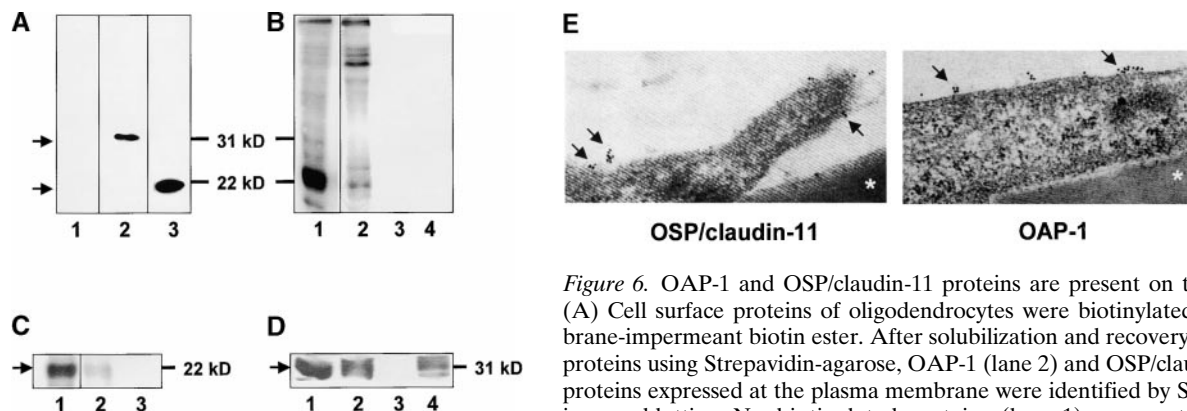 A
B
E
31 kD
22 kD
1 2 3
1 2 3 4
*
*
OSP/claudin-11
OAP-1
C
D
22 kD
31 kD
1 2 3
1 2 3 4
Figure 6. OAP-1 and OSP/claudin-11 proteins are present on t
(A) Cell surface proteins of oligodendrocytes were biotinylated
brane-impermeant biotin ester. After solubilization and recovery
proteins using Strepavidin-agarose, OAP-1 (lane 2) and OSP/clau
proteins expressed at the plasma membrane were identified by S